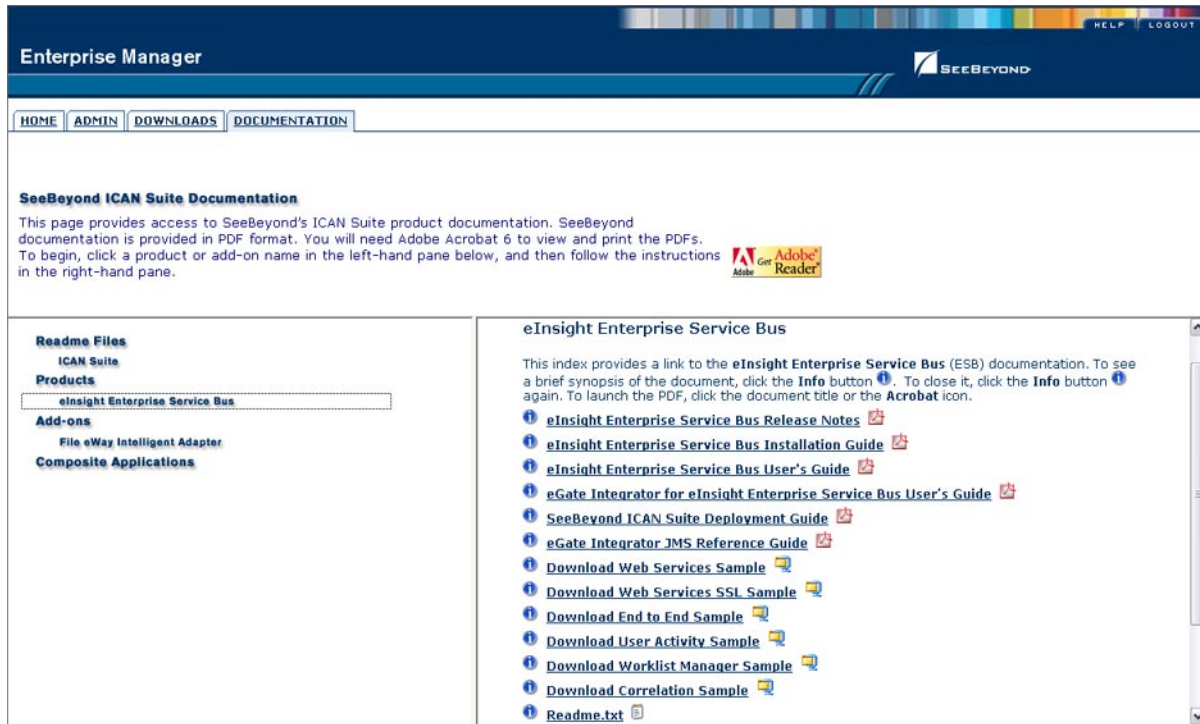 HELP LOGOUT
Enterprise Manager
SEEBEYOND
HOME ADMIN DOWNLOADS DOCUMENTATION
SeeBeyond ICAN Suite Documentation
This page provides access to SeeBeyond's ICAN Suite product documentation. SeeBeyond
documentation is provided in PDF format. You will need Adobe Acrobat 6 to view and print the PDFs.
To begin, click a product or add-on name in the left-hand pane below, and then follow the instructions
in the right-hand pane.
Adobe Get Adobe Reader
Readme Files
ICAN Suite
Products
eInsight Enterprise Service Bus
Add-ons
File eWay Intelligent Adapter
Composite Applications
eInsight Enterprise Service Bus
This index provides a link to the eInsight Enterprise Service Bus (ESB) documentation. To see
a brief synopsis of the document, click the Info button. To close it, click the Info button
again. To launch the PDF, click the document title or the Acrobat icon.
eInsight Enterprise Service Bus Release Notes
eInsight Enterprise Service Bus Installation Guide
eInsight Enterprise Service Bus User's Guide
eGate Integrator for eInsight Enterprise Service Bus User's Guide
SeeBeyond ICAN Suite Deployment Guide
eGate Integrator JMS Reference Guide
Download Web Services Sample
Download Web Services SSL Sample
Download End to End Sample
Download User Activity Sample
Download Worklist Manager Sample
Download Correlation Sample
Readme.txt